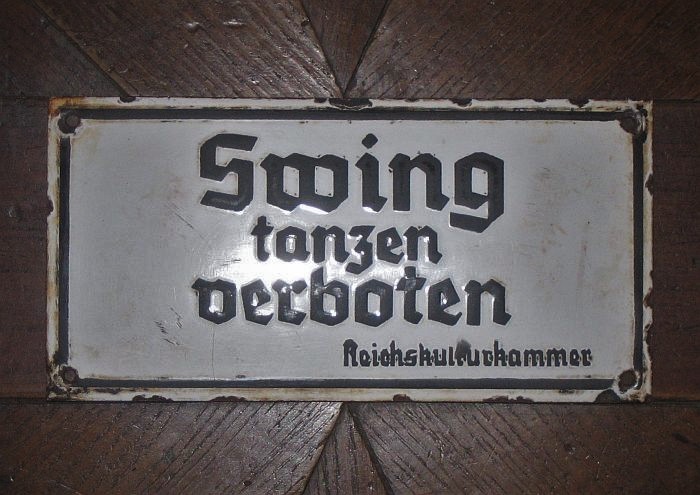 Swing
tanzen
verboten
Reichskulturkammer